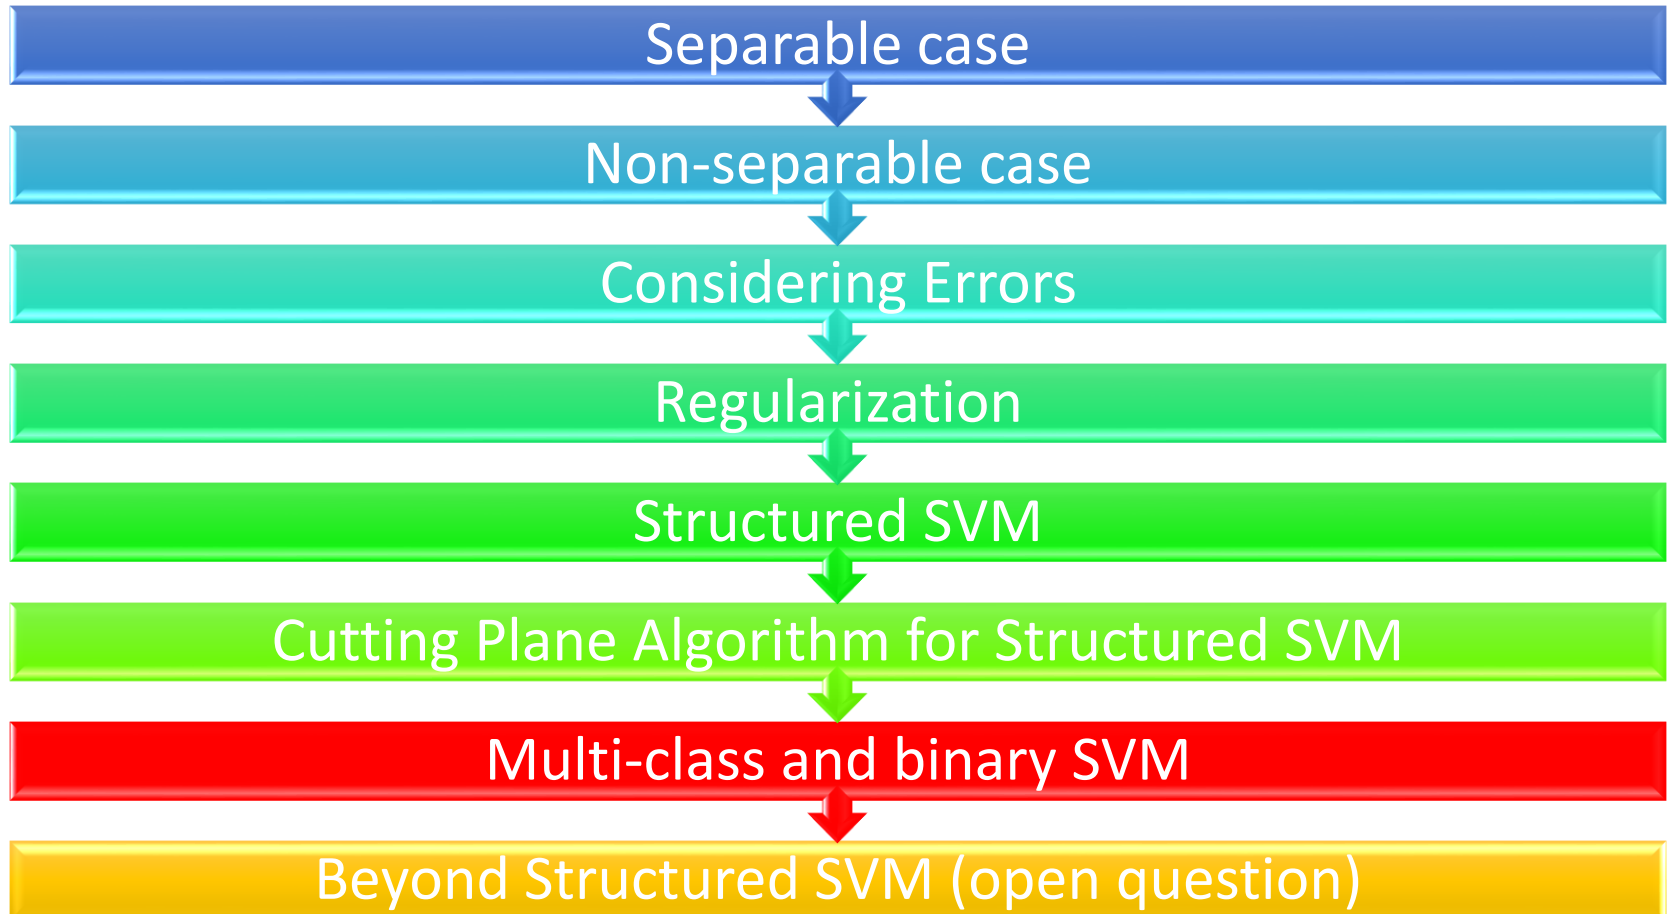 Separable case
Non-separable case
Considering Errors
Regularization
Structured SVM
Cutting Plane Algorithm for Structured SVM
Multi-class and binary SVM
Beyond Structured SVM (open question)